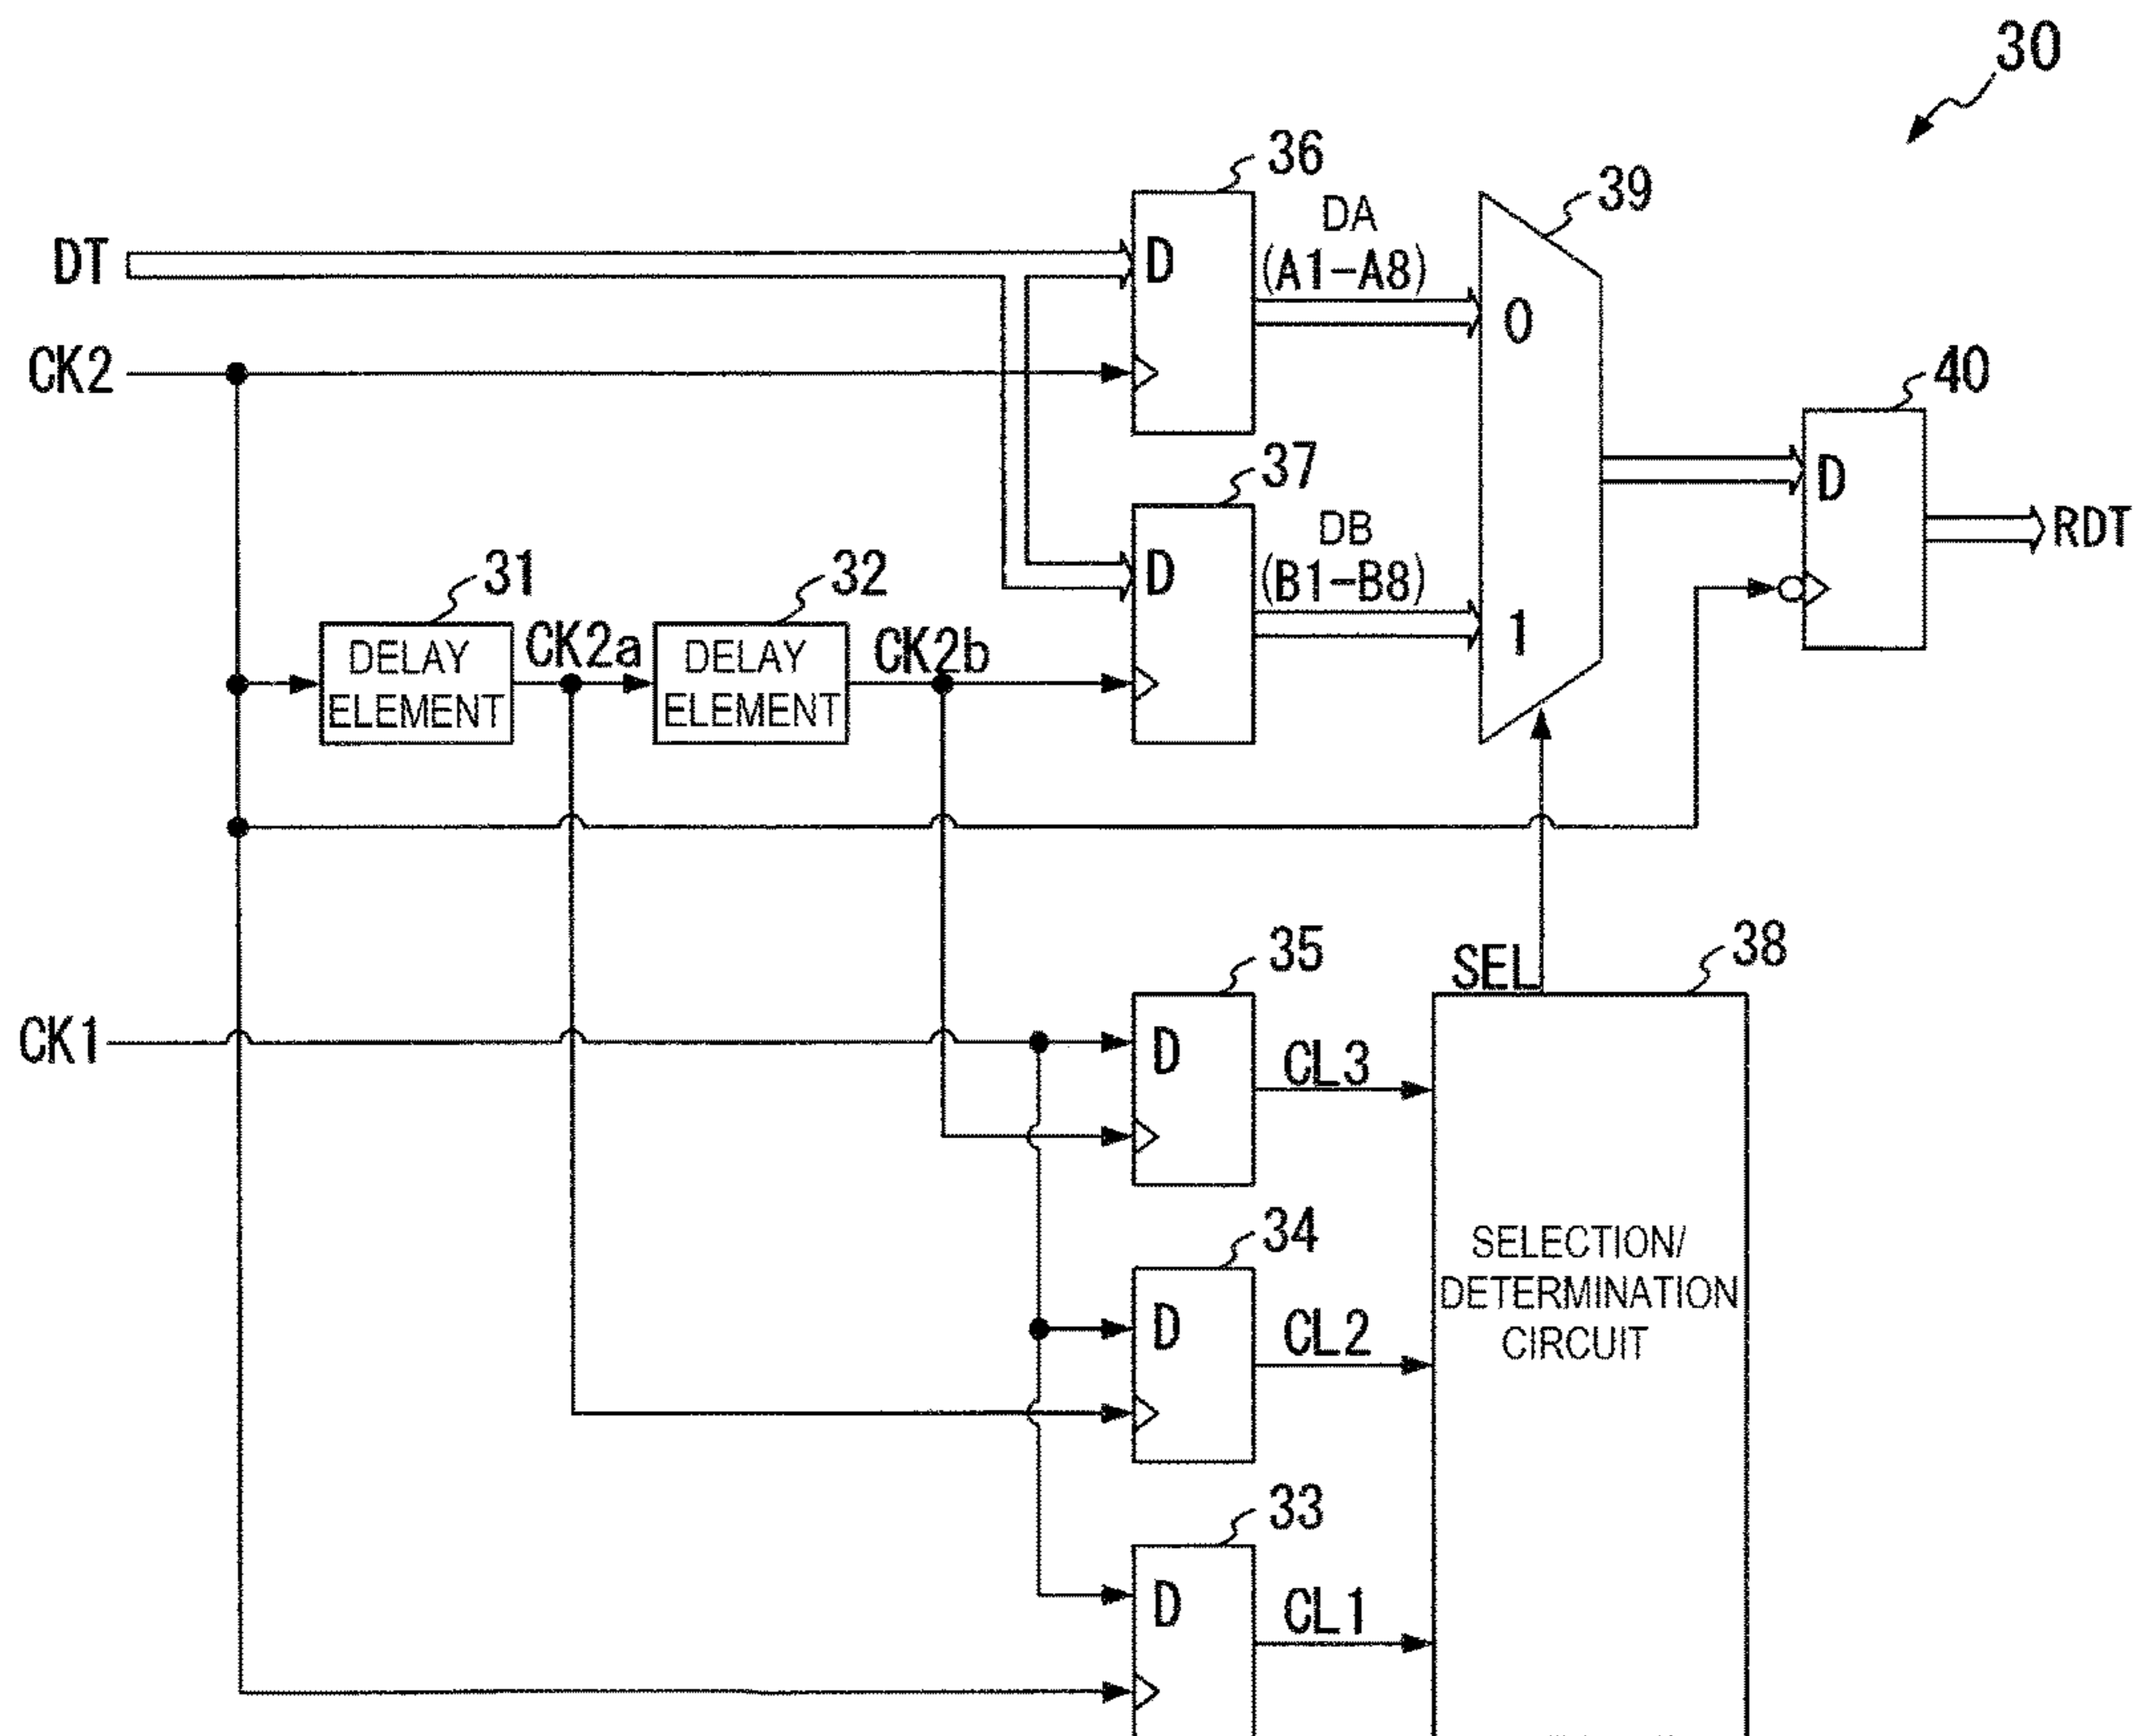 30
36
39
DA
(A1-A8)
DT
D
0
CK2
40
37
DB
(B1-B8)
D
D
RDT
31
32
CK2a
CK2b
1
DELAY
ELEMENT
DELAY
ELEMENT
35
SEL
38
CK1
D
CL3
34
SELECTION/
DETERMINATION
CIRCUIT
D
CL2
33
D
CL1